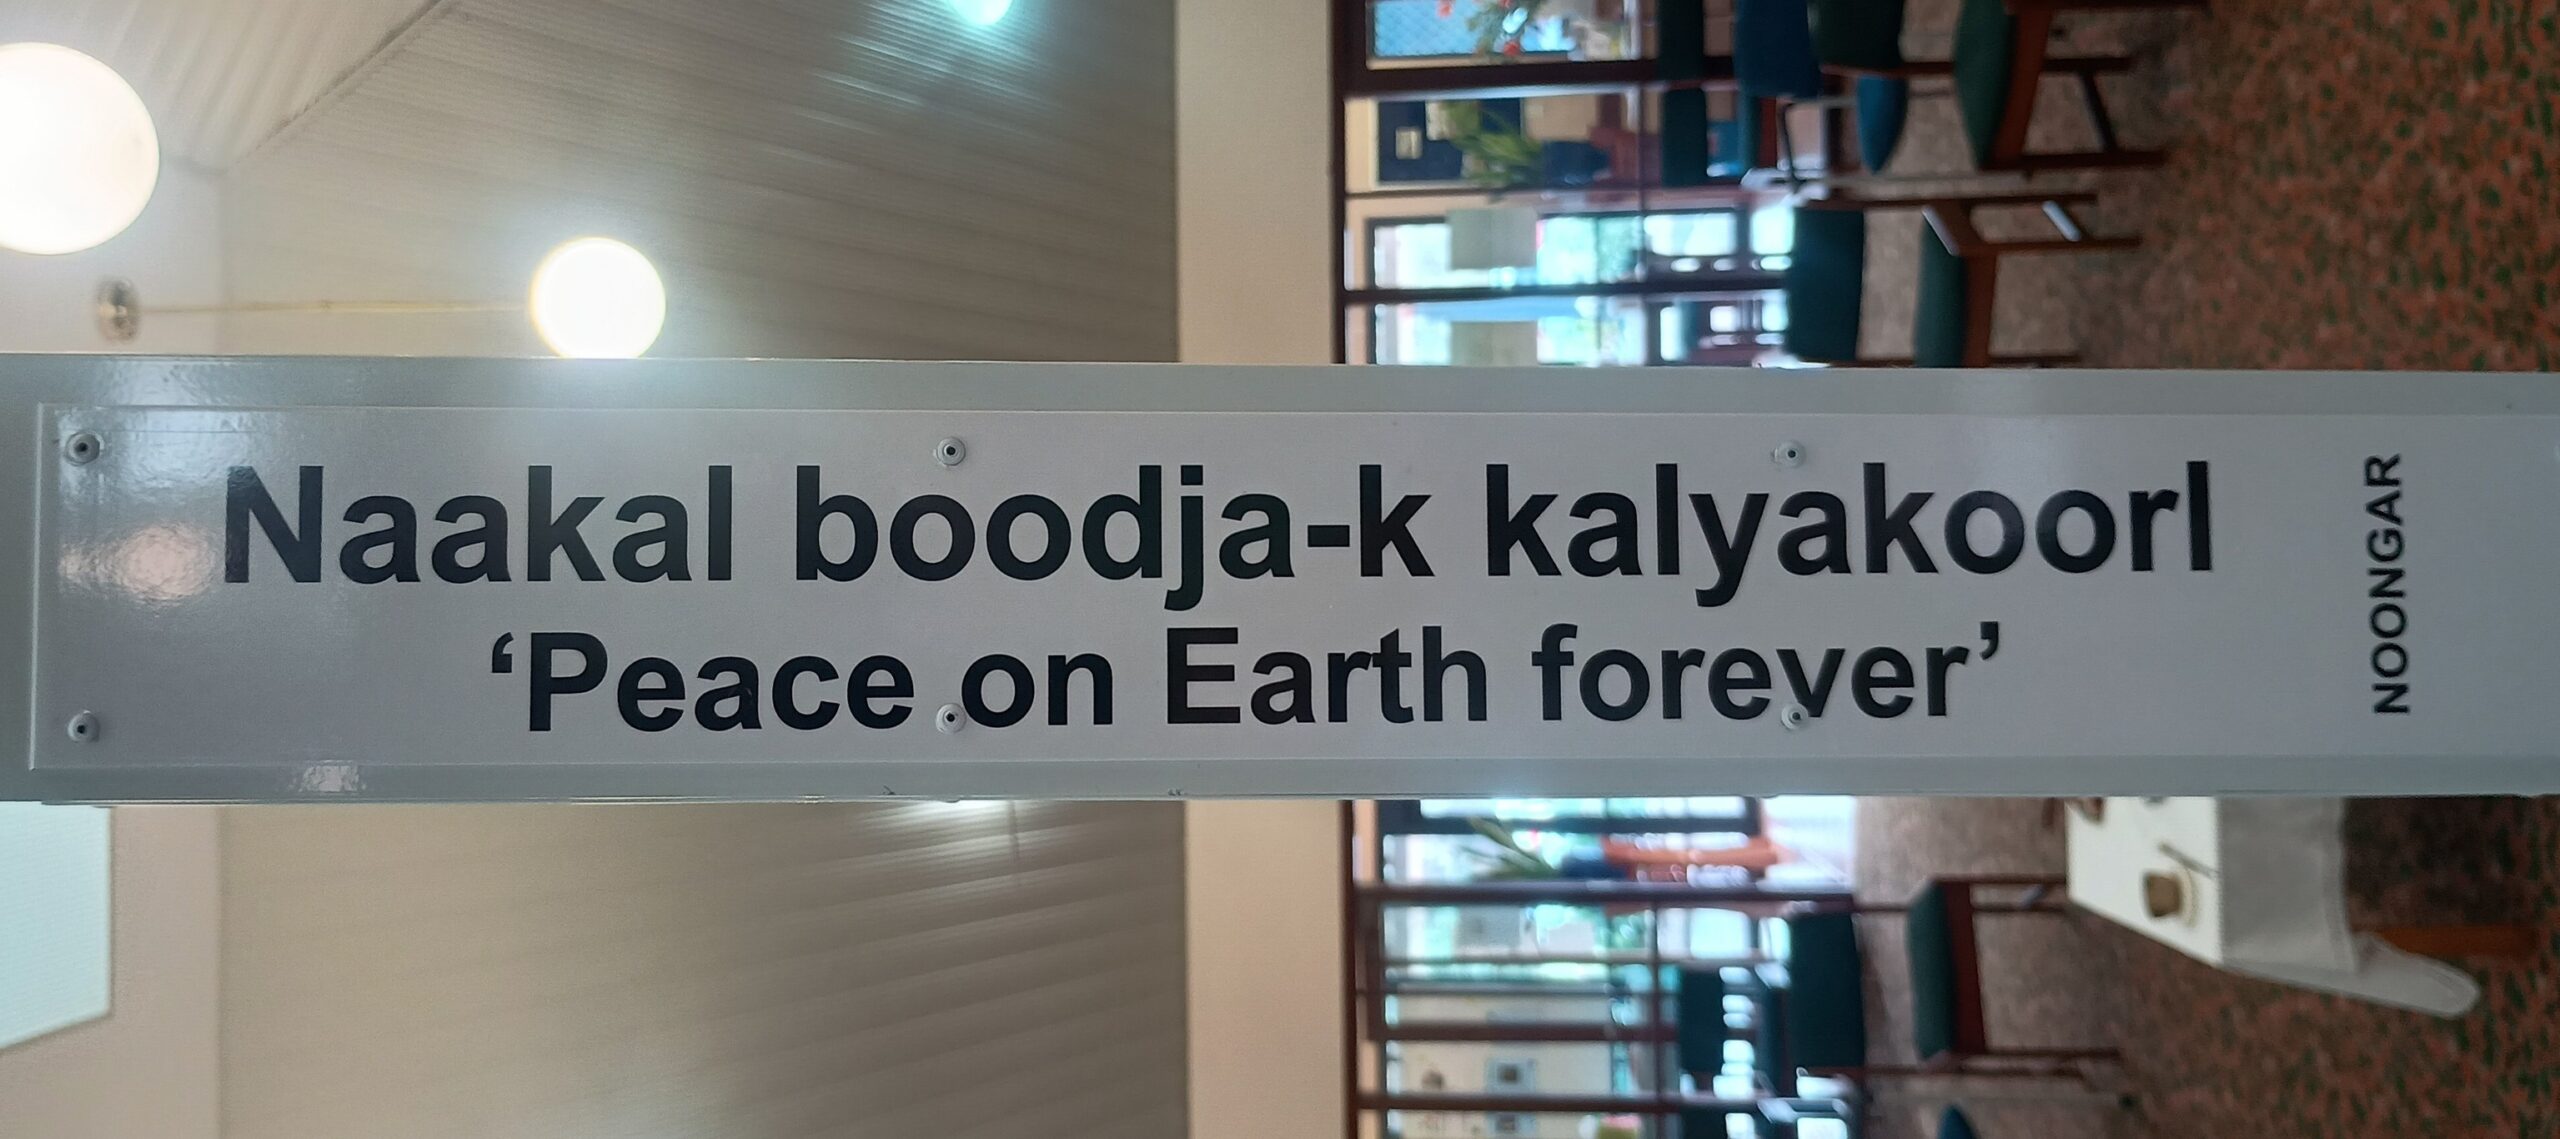 Naakal boodja-k kalyakoorl
‘Peace on Earth forever’
NOONGAR